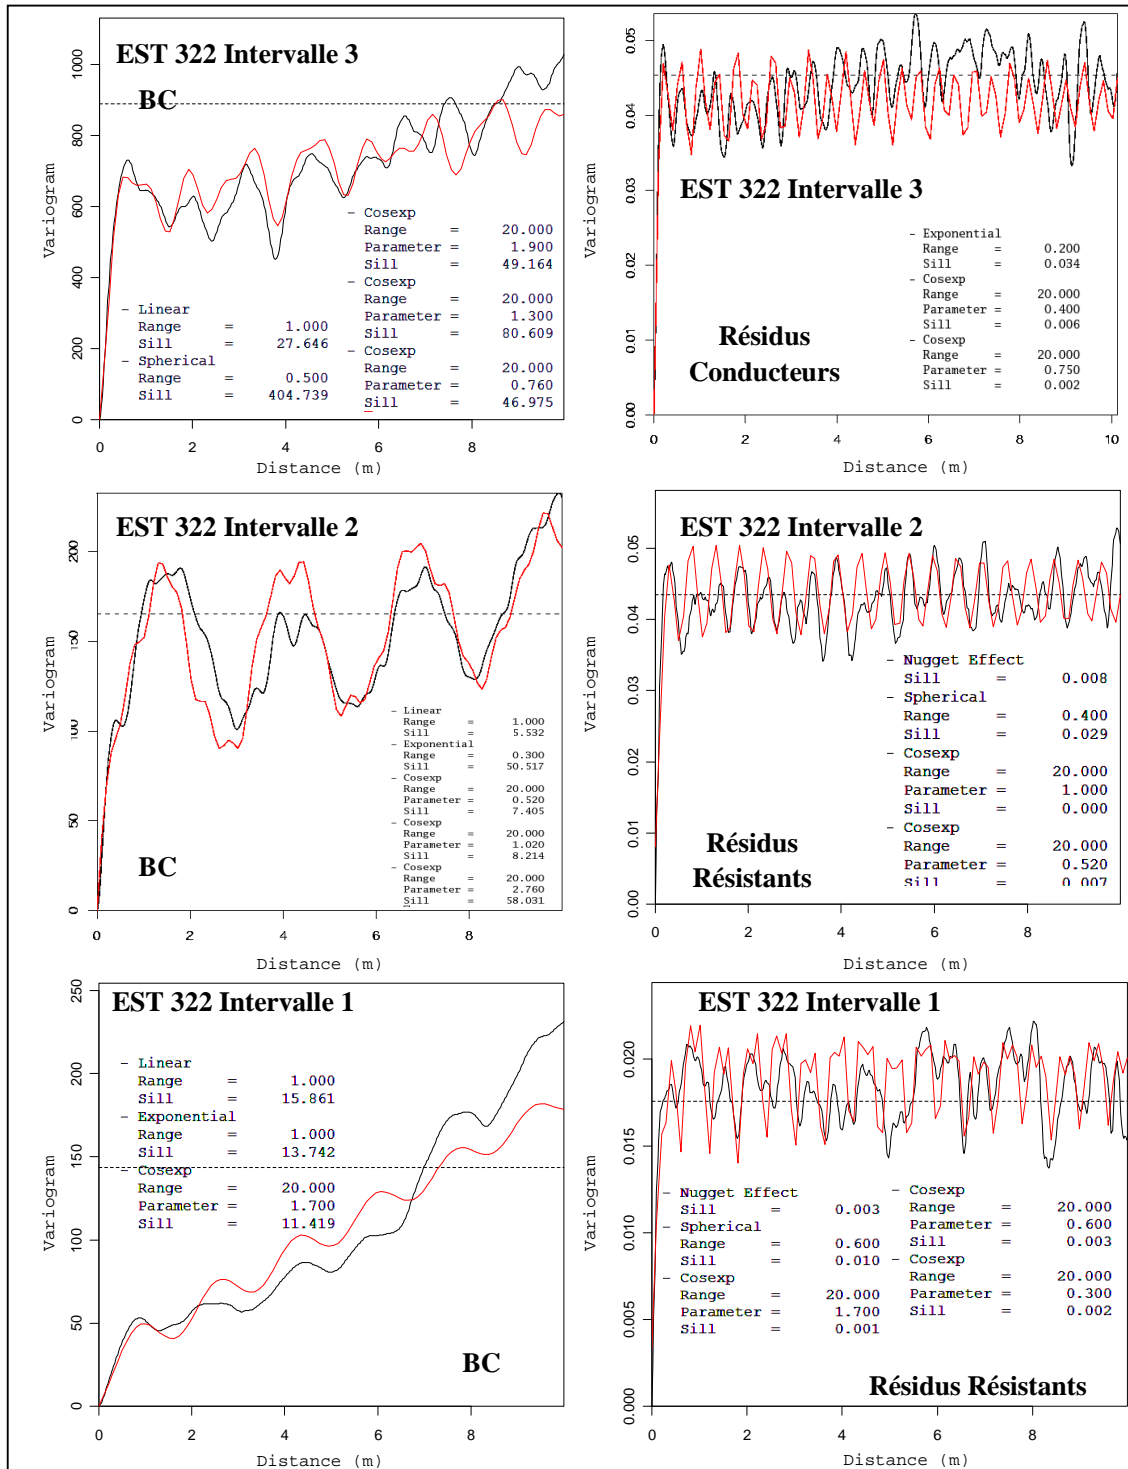 EST 322 Intervalle 3
BC
Variogram
0
200
400
600
800
1000
− Linear
Range = 1.000
Sill = 27.646
− Spherical
Range = 0.500
Sill = 404.739
− Cosexp
Range = 20.000
Parameter = 1.900
Sill = 49.164
− Cosexp
Range = 20.000
Parameter = 1.300
Sill = 80.609
− Cosexp
Range = 20.000
Parameter = 0.760
Sill = 46.975
0 2 4 6 8
Distance (m)
EST 322 Intervalle 3
Résidus
Conducteurs
Variogram
0.00
0.01
0.02
0.03
0.04
0.05
− Exponential
Range = 0.200
Sill = 0.034
− Cosexp
Range = 20.000
Parameter = 0.400
Sill = 0.006
− Cosexp
Range = 20.000
Parameter = 0.750
Sill = 0.002
0 2 4 6 8 10
Distance (m)
EST 322 Intervalle 2
BC
Variogram
0
50
100
150
200
− Linear
Range = 1.000
Sill = 5.532
− Exponential
Range = 0.300
Sill = 50.517
− Cosexp
Range = 20.000
Parameter = 0.520
Sill = 7.405
− Cosexp
Range = 20.000
Parameter = 1.020
Sill = 8.214
− Cosexp
Range = 20.000
Parameter = 2.760
Sill = 58.031
0 2 4 6 8
Distance (m)
EST 322 Intervalle 2
Résidus
Résistants
Variogram
0.00
0.01
0.02
0.03
0.04
0.05
− Nugget Effect
Sill = 0.008
− Spherical
Range = 0.400
Sill = 0.029
− Cosexp
Range = 20.000
Parameter = 1.000
Sill = 0.000
− Cosexp
Range = 20.000
Parameter = 0.520
Sill = 0.007
0 2 4 6 8
Distance (m)
EST 322 Intervalle 1
BC
Variogram
0
50
100
150
200
250
− Linear
Range = 1.000
Sill = 15.861
− Exponential
Range = 1.000
Sill = 13.742
− Cosexp
Range = 20.000
Parameter = 1.700
Sill = 11.419
0 2 4 6 8
Distance (m)
EST 322 Intervalle 1
Variogram
0.000
0.005
0.010
0.015
0.020
− Nugget Effect
Sill = 0.003
− Spherical
Range = 0.600
Sill = 0.010
− Cosexp
Range = 20.000
Parameter = 1.700
Sill = 0.001
− Cosexp
Range = 20.000
Parameter = 0.600
Sill = 0.003
− Cosexp
Range = 20.000
Parameter = 0.300
Sill = 0.002
Résidus Résistants
0 2 4 6 8
Distance (m)